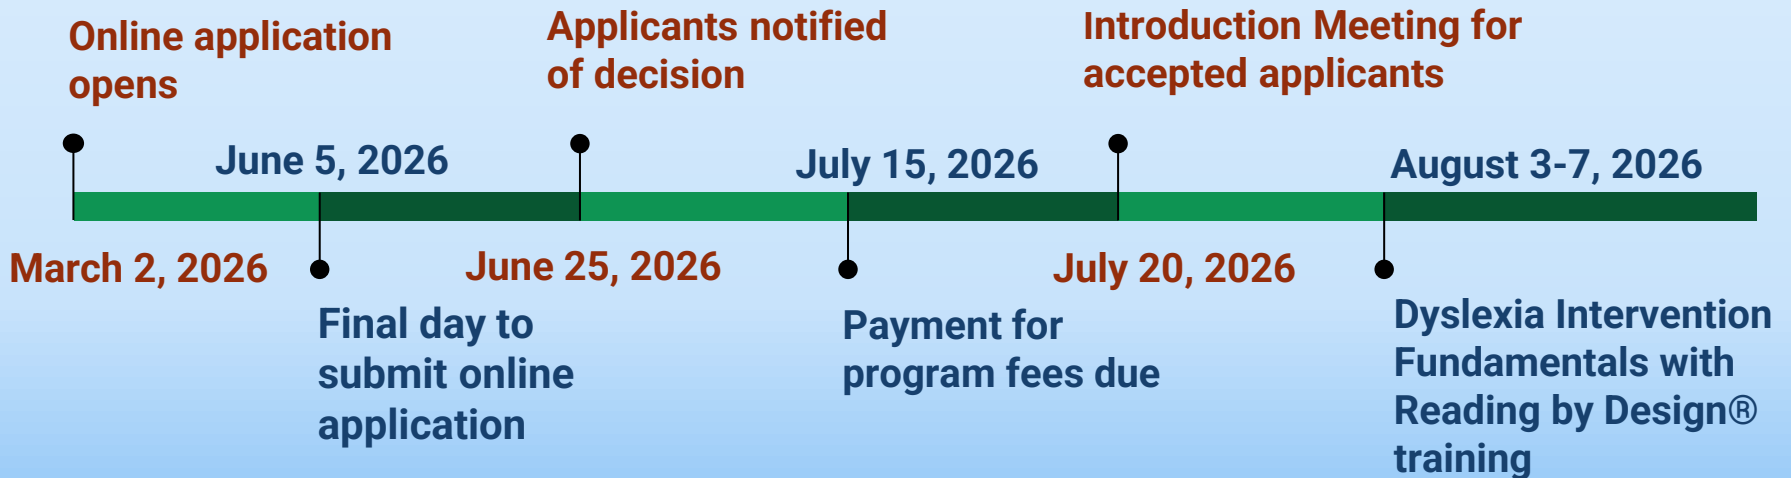 Online application
opens
March 2, 2026
June 5, 2026
Final day to
submit online
application
Applicants notified
of decision
June 25, 2026
July 15, 2026
Payment for
program fees due
Introduction Meeting for
accepted applicants
July 20, 2026
August 3-7, 2026
Dyslexia Intervention
Fundamentals with
Reading by Design®
training